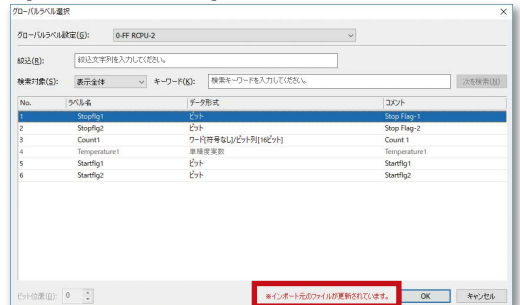 グローバルラベル選択
グローバルラベル設定(G): 0-FF RCPU-2
絞込(R): 絞込文字列を入力してください。
検索対象(S): 表示全体 キーワード(K): 検索キーワードを入力してください。 次を検索(N)
No. ラベル名 データ形式 コメント
1 Stopflg1 ビット Stop Flag-1
2 Stopflg2 ビット Stop Flag-2
3 Count1 ワード[符号なし]/ビット列[16ビット] Count 1
4 Temperature1 単精度実数 Temperature1
5 Startflg1 ビット Startflg1
6 Startflg2 ビット Startflg2
ビット位置(B): 0 ※インポート元のファイルが更新されています。 OK キャンセル